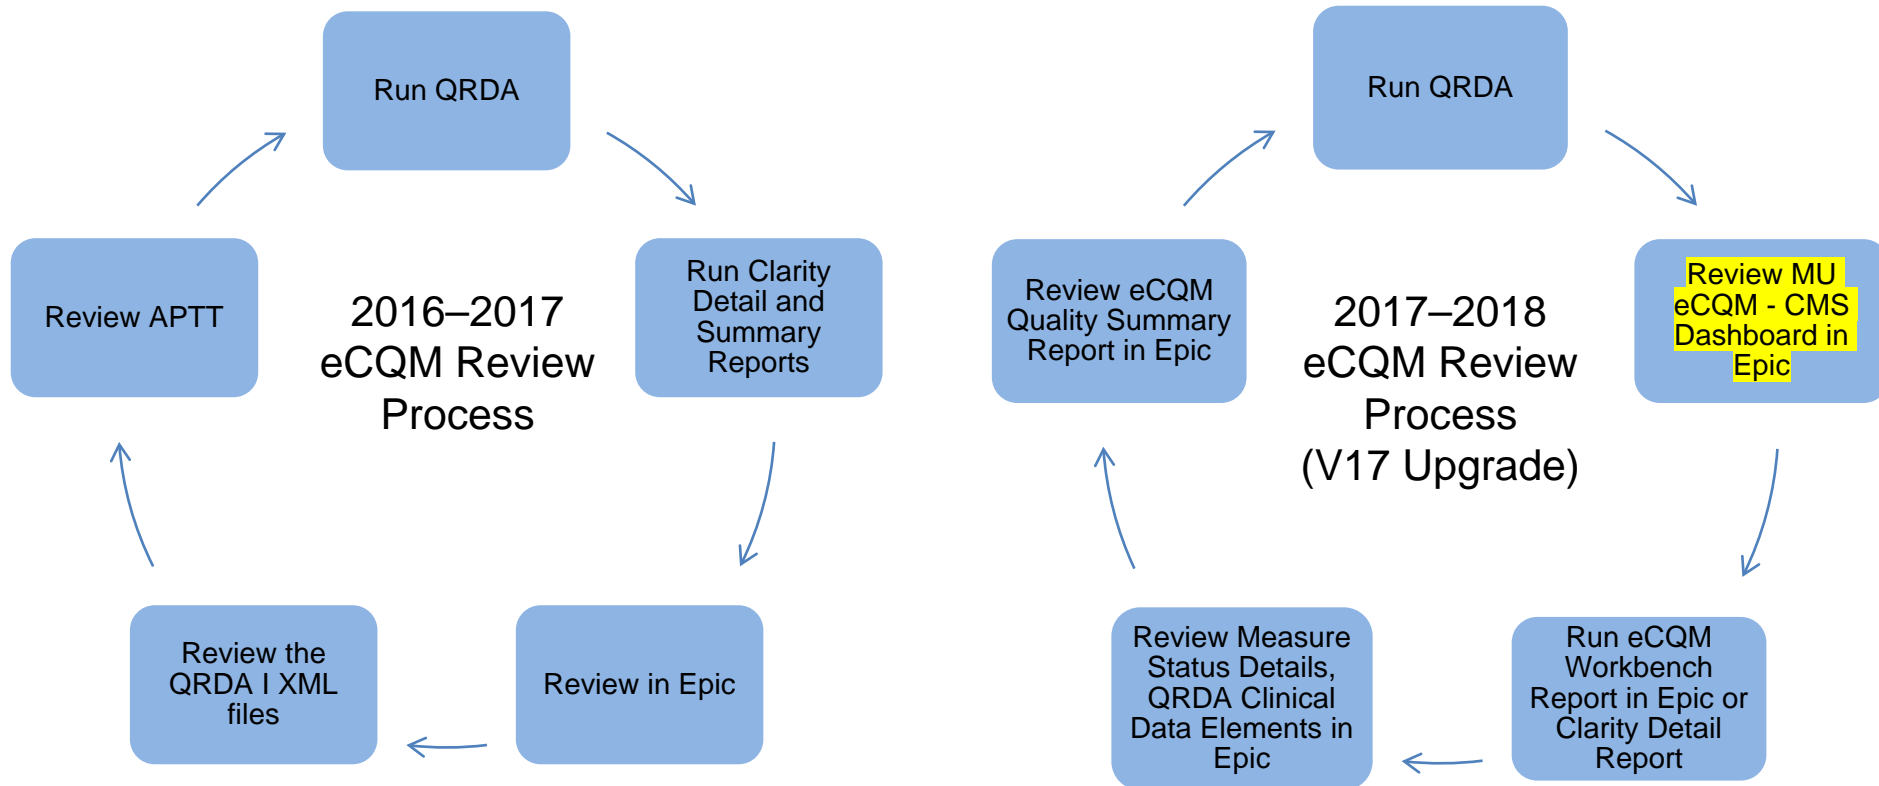 Run QRDA
Run Clarity
Detail and
Summary
Reports
Review in Epic
Review the
QRDA I XML
files
Review APTT
2016–2017
eCQM Review
Process
Run QRDA
Review MU
eCQM - CMS
Dashboard in
Epic
Run eCQM
Workbench
Report in Epic or
Clarity Detail
Report
Review Measure
Status Details,
QRDA Clinical
Data Elements in
Epic
Review eCQM
Quality Summary
Report in Epic
2017–2018
eCQM Review
Process
(V17 Upgrade)